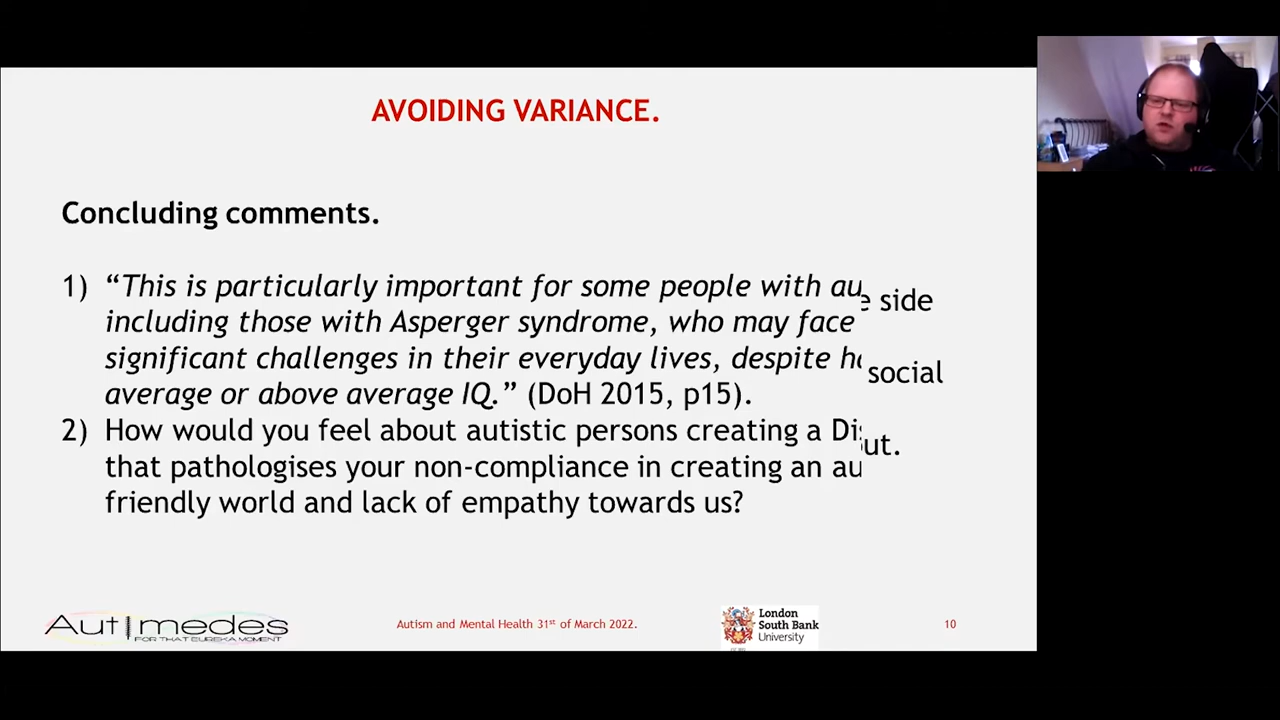 AVOIDING VARIANCE.
Concluding comments.
1) “This is particularly important for some people with au
e side
including those with Asperger syndrome, who may face
significant challenges in their everyday lives, despite ha
social
average or above average IQ.” (DoH 2015, p15).
2) How would you feel about autistic persons creating a Dis
ut.
that pathologises your non-compliance in creating an au
friendly world and lack of empathy towards us?
Aut|medes
FOR THAT EUREKA MOMENT
Autism and Mental Health 31st of March 2022.
London
South Bank
University
10